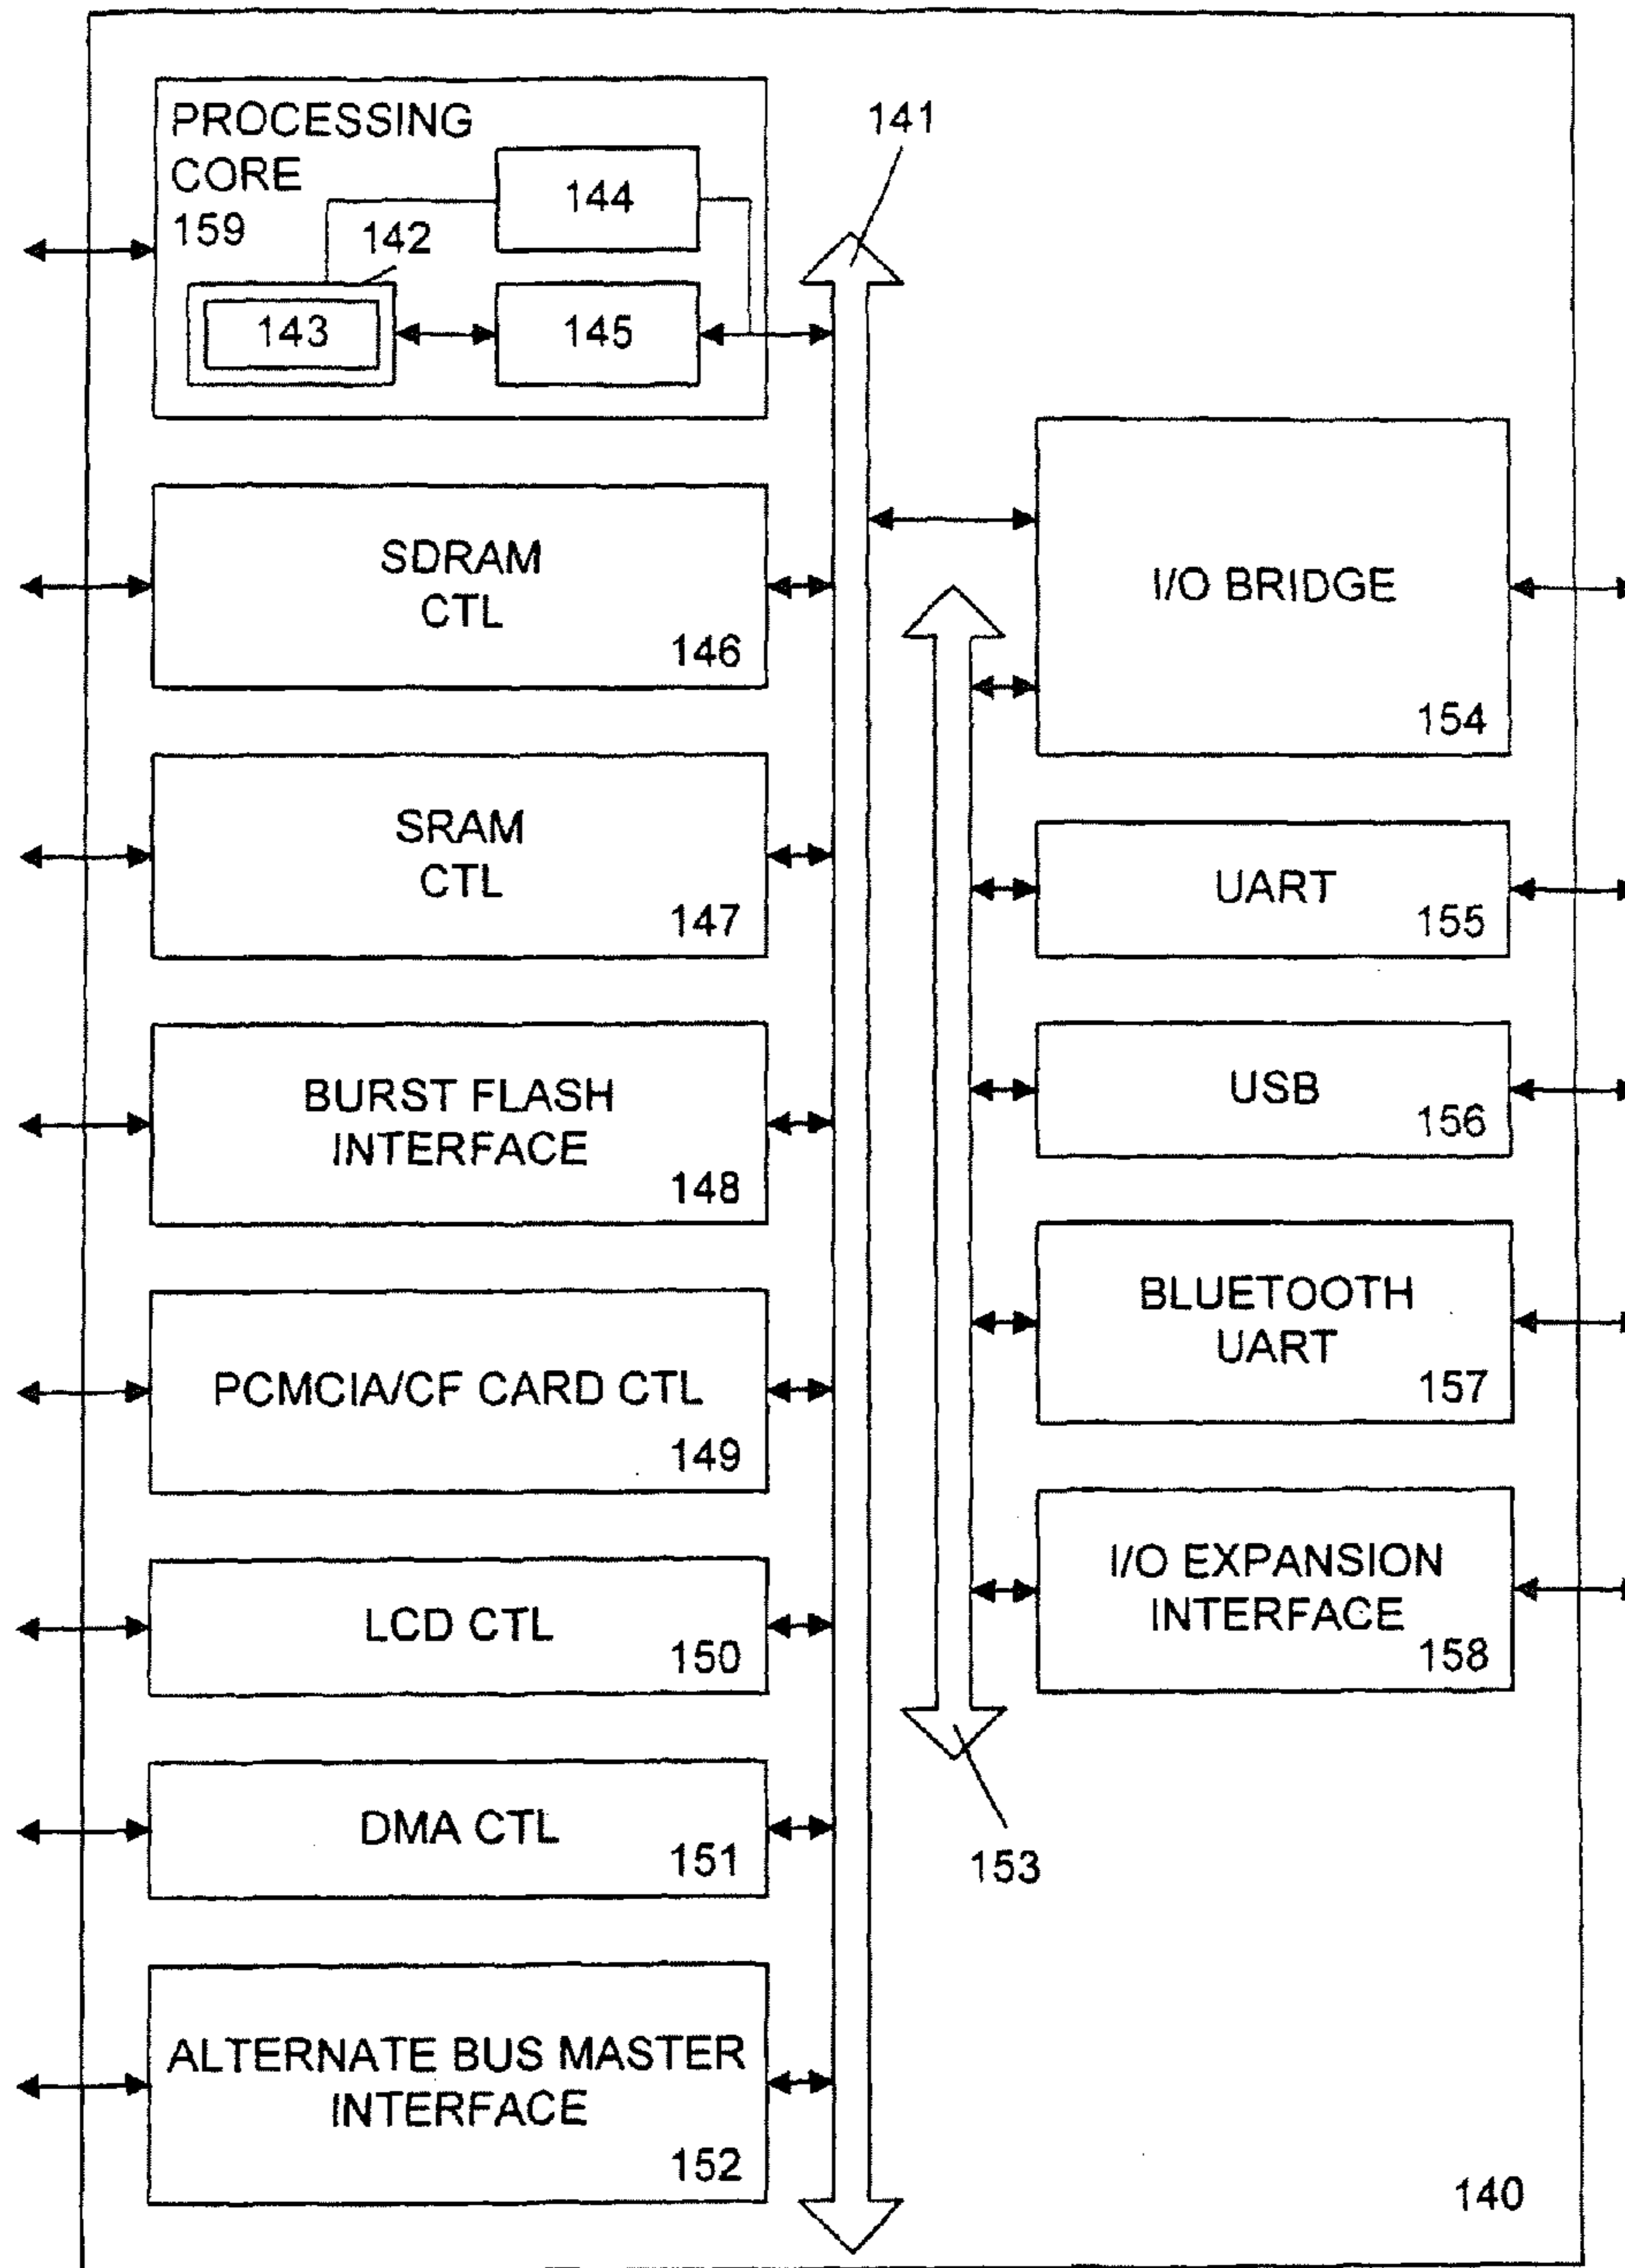 PROCESSING
CORE
159
144
142
143
145
141
SDRAM
CTL
146
SRAM
CTL
147
BURST FLASH
INTERFACE
148
PCMCIA/CF CARD CTL
149
LCD CTL
150
DMA CTL
151
ALTERNATE BUS MASTER
INTERFACE
152
I/O BRIDGE
154
UART
155
USB
156
BLUETOOTH
UART
157
I/O EXPANSION
INTERFACE
158
153
140